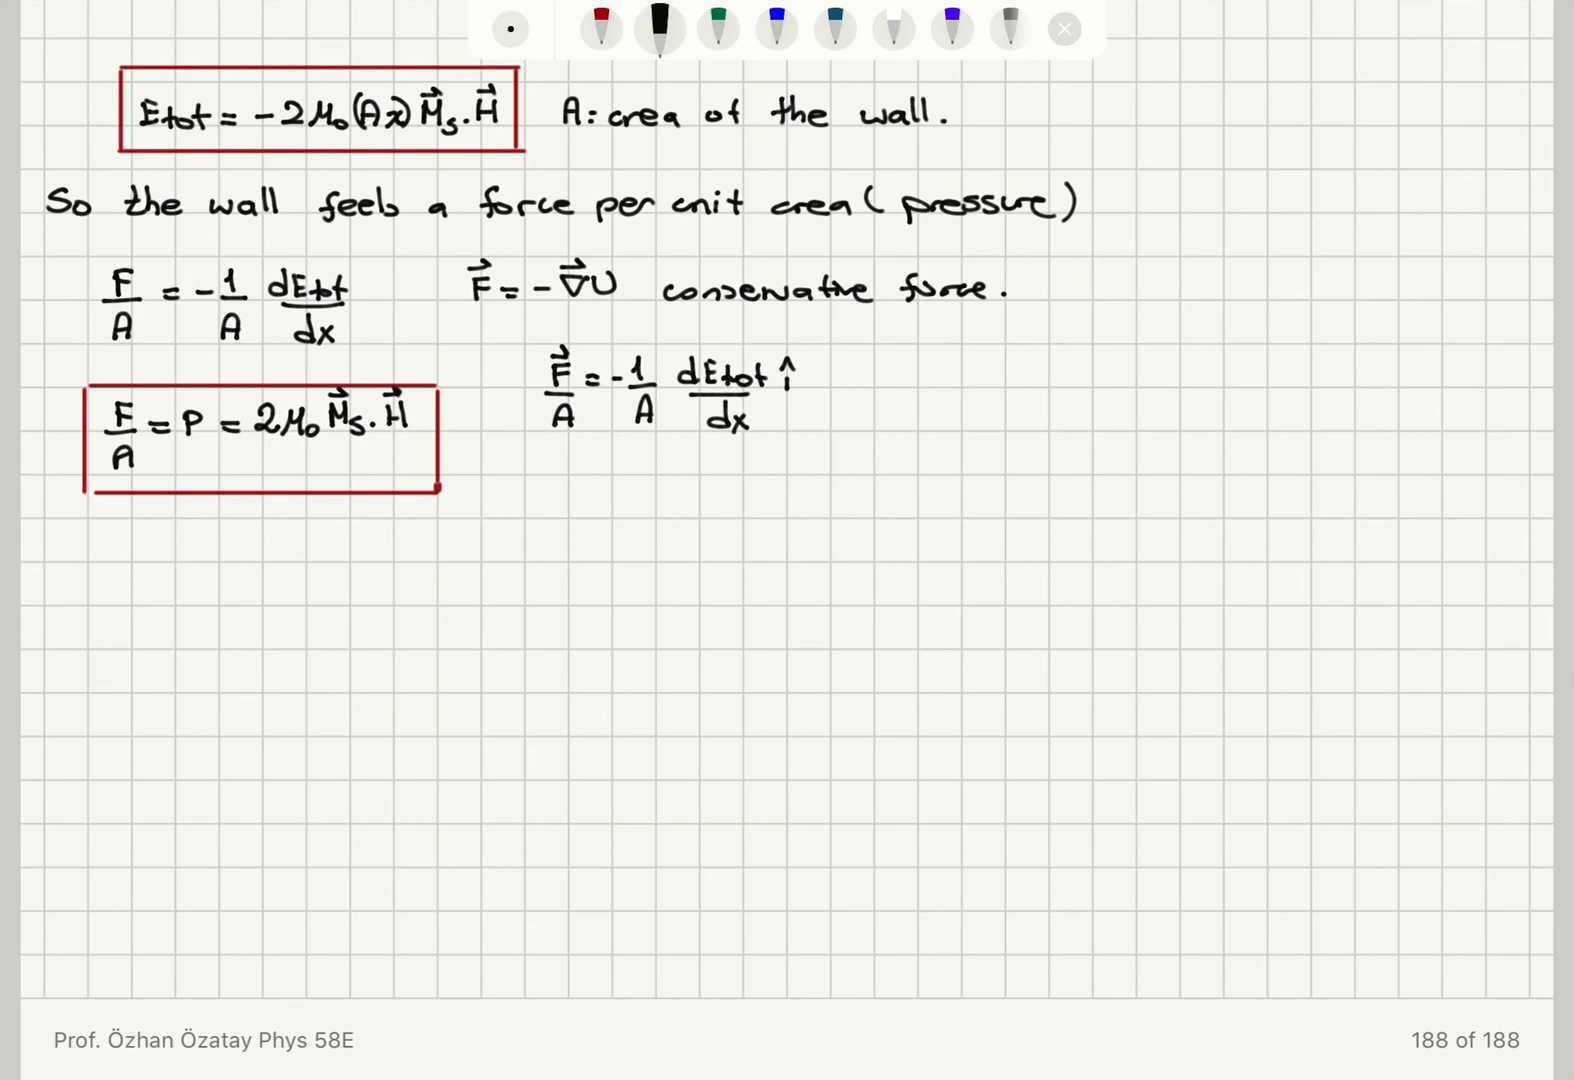 Etot = -2μ₀(Ax) M⃗s . H⃗   A: area of the wall.
So the wall feels a force per unit area ( pressure )
F/A = - 1/A dEtot/dx   F⃗ = - ∇⃗U   conservative force.
F⃗/A = - 1/A dEtot/dx î
F/A = P = 2μ₀ M⃗s . H⃗
Prof. Özhan Özatay Phys 58E
188 of 188